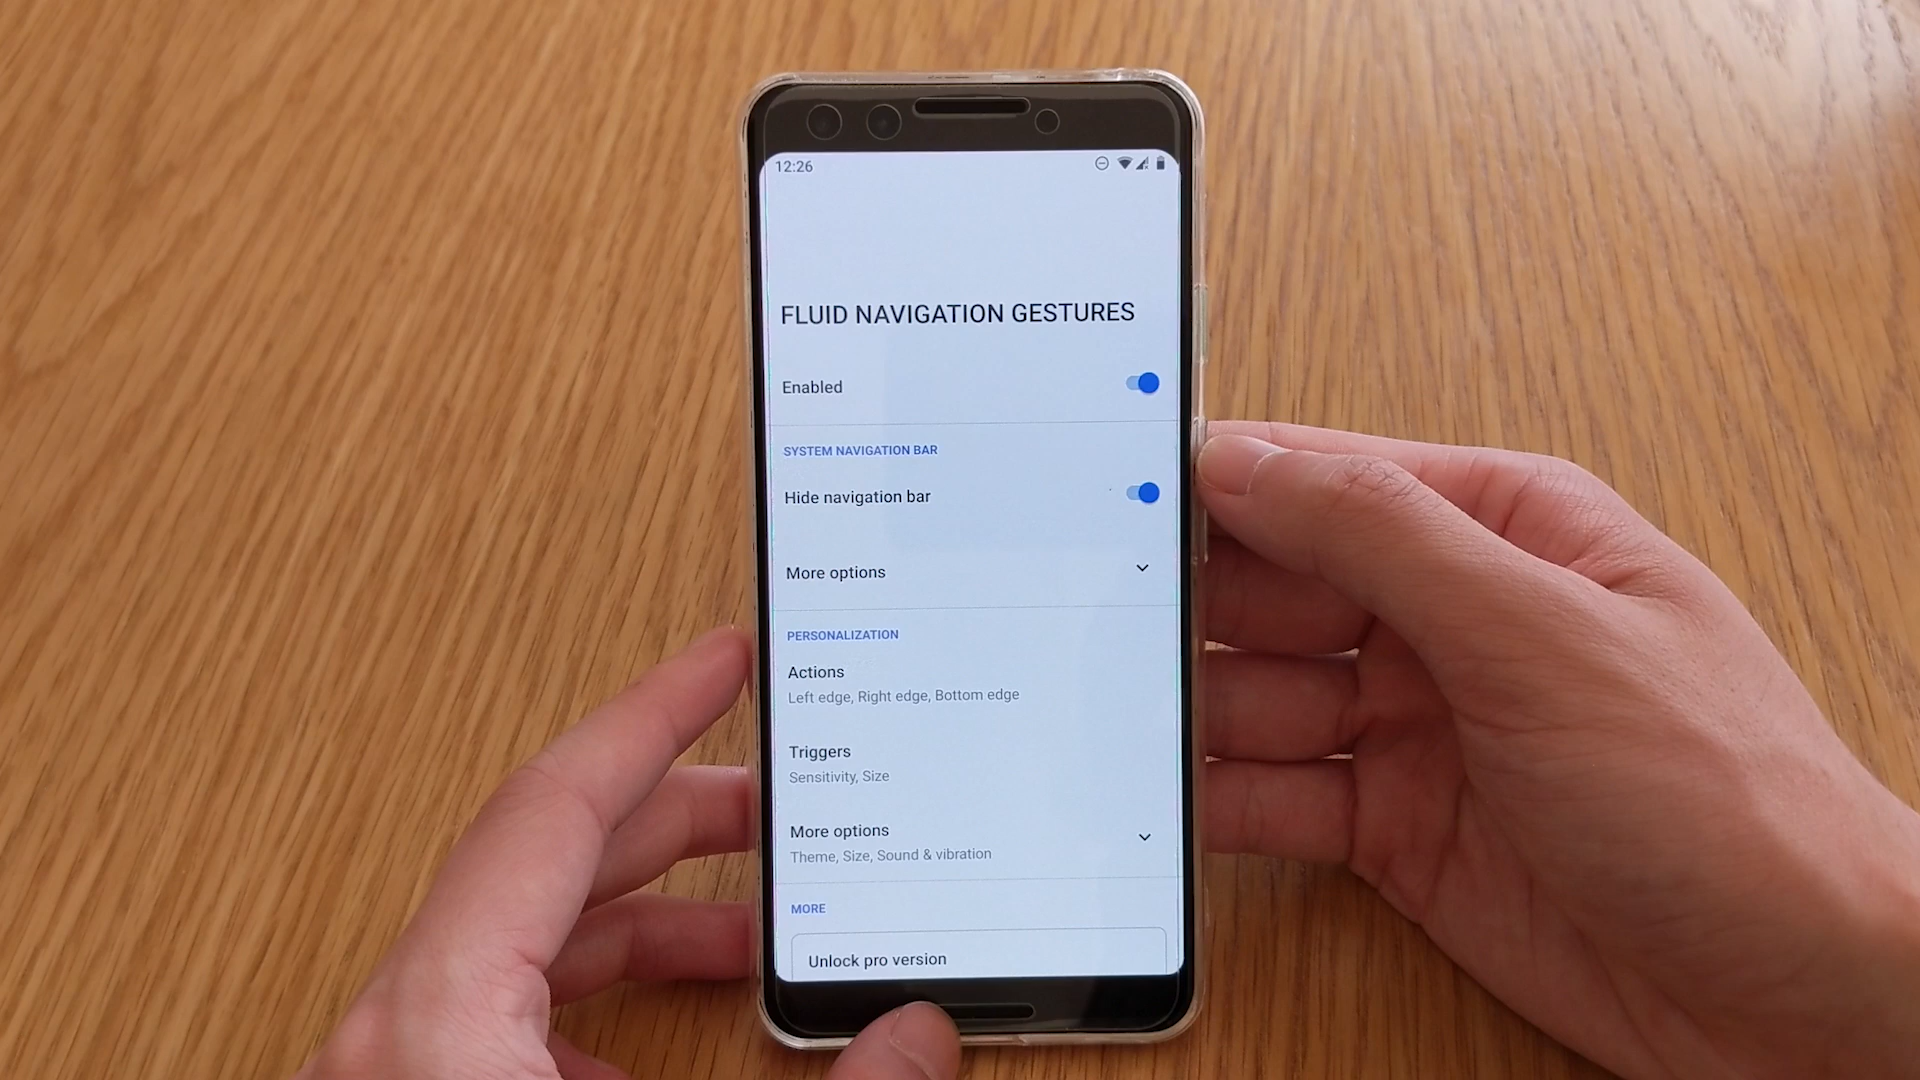 12:26
FLUID NAVIGATION GESTURES
Enabled
SYSTEM NAVIGATION BAR
Hide navigation bar
More options
PERSONALIZATION
Actions
Left edge, Right edge, Bottom edge
Triggers
Sensitivity, Size
More options
Theme, Size, Sound & vibration
MORE
Unlock pro version